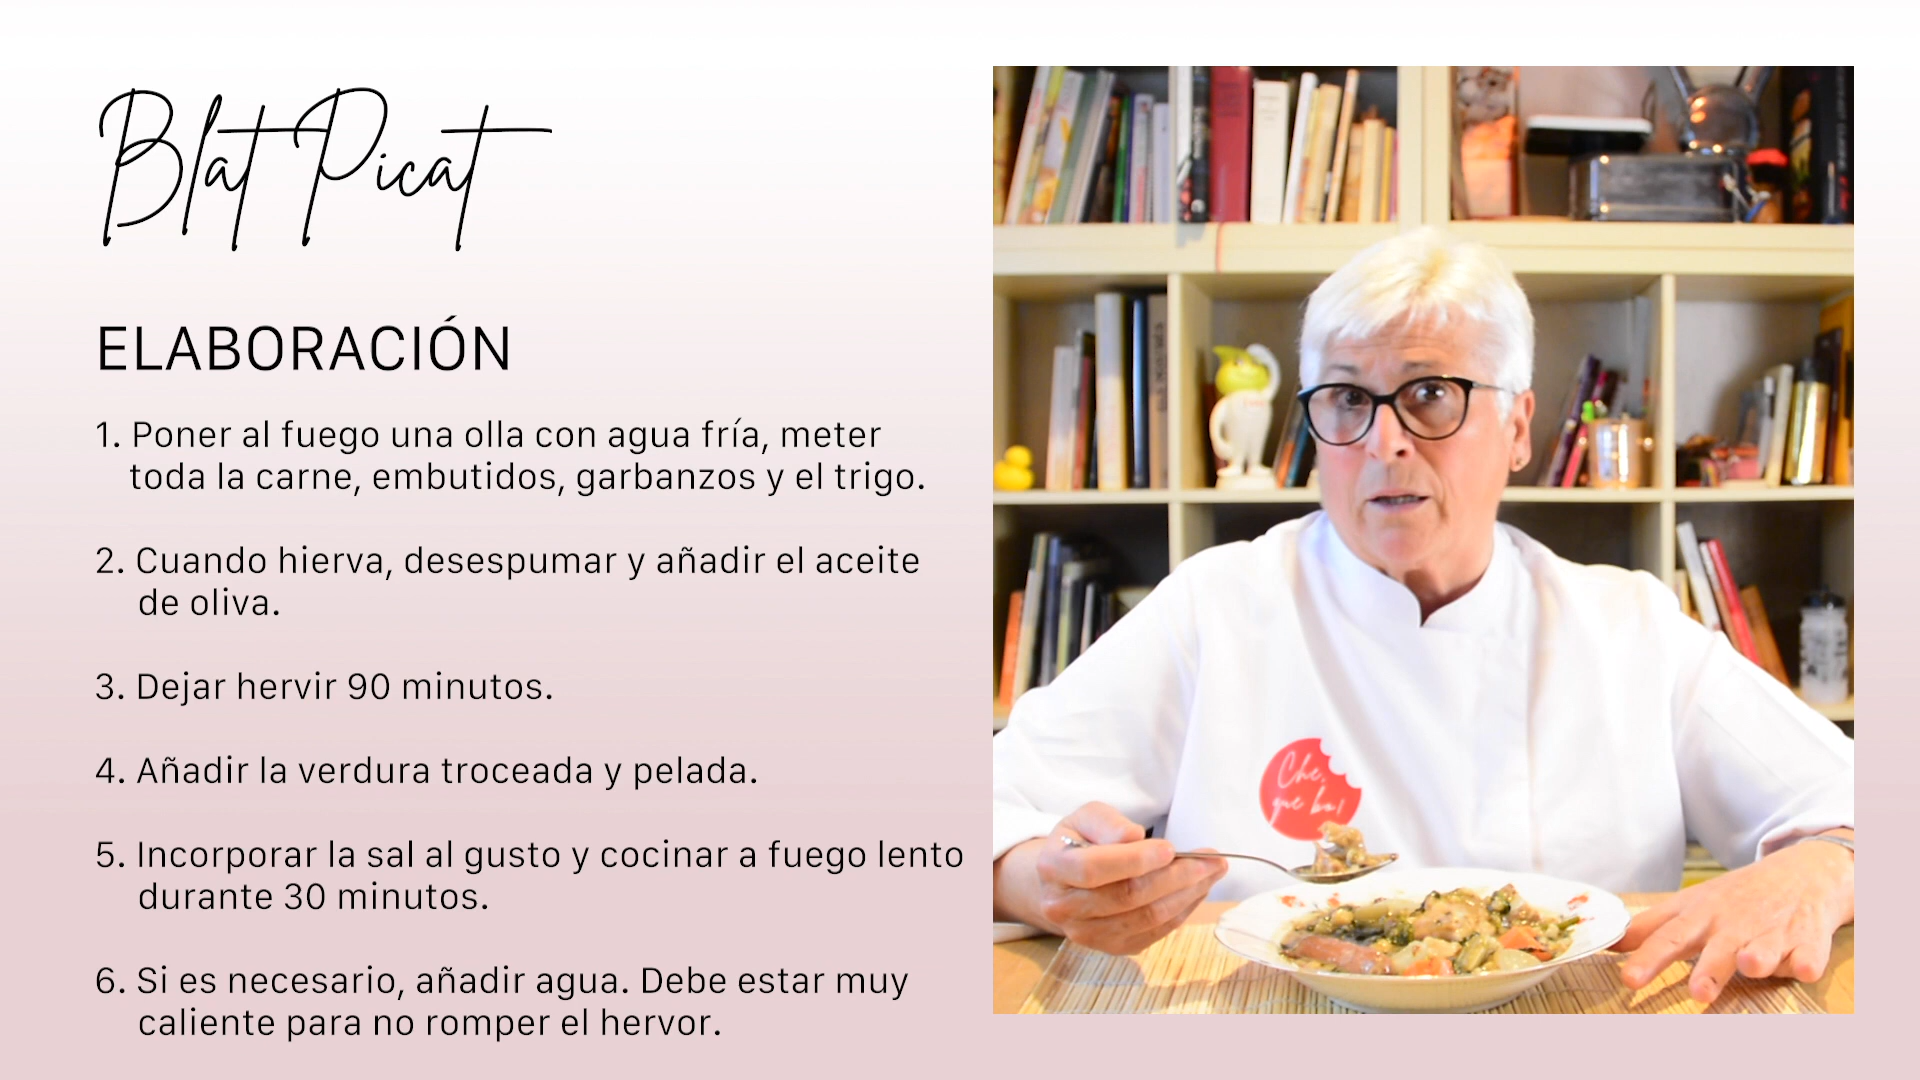 Blat Picat
ELABORACIÓN
1. Poner al fuego una olla con agua fría, meter
toda la carne, embutidos, garbanzos y el trigo.
2. Cuando hierva, desespumar y añadir el aceite
de oliva.
3. Dejar hervir 90 minutos.
4. Añadir la verdura troceada y pelada.
5. Incorporar la sal al gusto y cocinar a fuego lento
durante 30 minutos.
6. Si es necesario, añadir agua. Debe estar muy
caliente para no romper el hervor.
Che,
que bo!